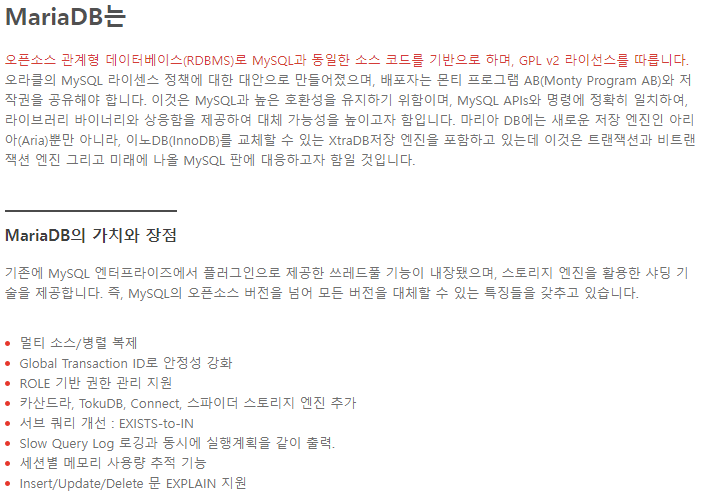 MariaDB는
오픈소스 관계형 데이터베이스(RDBMS)로 MySQL과 동일한 소스 코드를 기반으로 하며, GPL v2 라이선스를 따릅니다.
오라클의 MySQL 라이센스 정책에 대한 대안으로 만들어졌으며, 배포자는 몬티 프로그램 AB(Monty Program AB)와 저
작권을 공유해야 합니다. 이것은 MySQL과 높은 호환성을 유지하기 위함이며, MySQL APIs와 명령에 정확히 일치하여,
라이브러리 바이너리와 상응함을 제공하여 대체 가능성을 높이고자 함입니다. 마리아 DB에는 새로운 저장 엔진인 아리
아(Aria)뿐만 아니라, 이노DB(InnoDB)를 교체할 수 있는 XtraDB저장 엔진을 포함하고 있는데 이것은 트랜잭션과 비트랜
잭션 엔진 그리고 미래에 나올 MySQL 판에 대응하고자 함일 것입니다.
MariaDB의 가치와 장점
기존에 MySQL 엔터프라이즈에서 플러그인으로 제공한 쓰레드풀 기능이 내장됐으며, 스토리지 엔진을 활용한 샤딩 기
술을 제공합니다. 즉, MySQL의 오픈소스 버전을 넘어 모든 버전을 대체할 수 있는 특징들을 갖추고 있습니다.
멀티 소스/병렬 복제
Global Transaction ID로 안정성 강화
ROLE 기반 권한 관리 지원
카산드라, TokuDB, Connect, 스파이더 스토리지 엔진 추가
서브 쿼리 개선 : EXISTS-to-IN
Slow Query Log 로깅과 동시에 실행계획을 같이 출력.
세션별 메모리 사용량 추적 기능
Insert/Update/Delete 문 EXPLAIN 지원